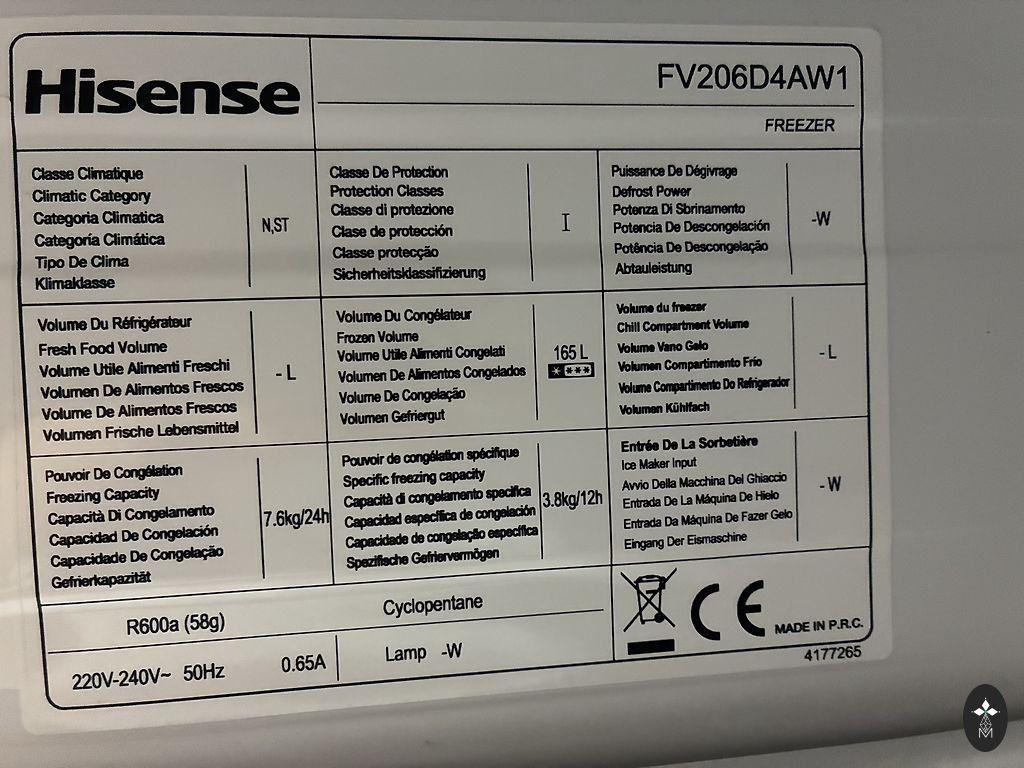 Hisense
FV206D4AW1
FREEZER
Classe Climatique
Climatic Category
Categoria Climatica
Categoría Climática
Tipo De Clima
Klimaklasse
N,ST
Classe De Protection
Protection Classes
Classe di protezione
Clase de protección
Classe protecção
Sicherheitsklassifizierung
I
Puissance De Dégivrage
Defrost Power
Potenza Di Sbrinamento
Potencia De Descongelación
Potência De Descongelação
Abtauleistung
-W
Volume Du Réfrigérateur
Fresh Food Volume
Volume Utile Alimenti Freschi
Volumen De Alimentos Frescos
Volume De Alimentos Frescos
Volumen Frische Lebensmittel
- L
Volume Du Congélateur
Frozen Volume
Volume Utile Alimenti Congelati
Volumen De Alimentos Congelados
Volume De Congelação
Volumen Gefriergut
165 L
* ***
Volume du freezer
Chill Compartment Volume
Volume Vano Gelo
Volumen Compartimento Frío
Volume Compartimento Do Refrigerador
Volumen Kühlfach
- L
Pouvoir De Congélation
Freezing Capacity
Capacità Di Congelamento
Capacidad De Congelación
Capacidade De Congelação
Gefrierkapazität
7.6kg/24h
Pouvoir de congélation spécifique
Specific freezing capacity
Capacità di congelamento specifica
Capacidad específica de congelación
Capacidade de congelação específica
Spezifische Gefriervermögen
3.8kg/12h
Entrée De La Sorbetière
Ice Maker Input
Avvio Della Macchina Del Ghiaccio
Entrada De La Máquina De Hielo
Entrada Da Máquina De Fazer Gelo
Eingang Der Eismaschine
- W
R600a (58g)
Cyclopentane
220V-240V~ 50Hz
0.65A
Lamp -W
CE
MADE IN P.R.C.
4177265
M